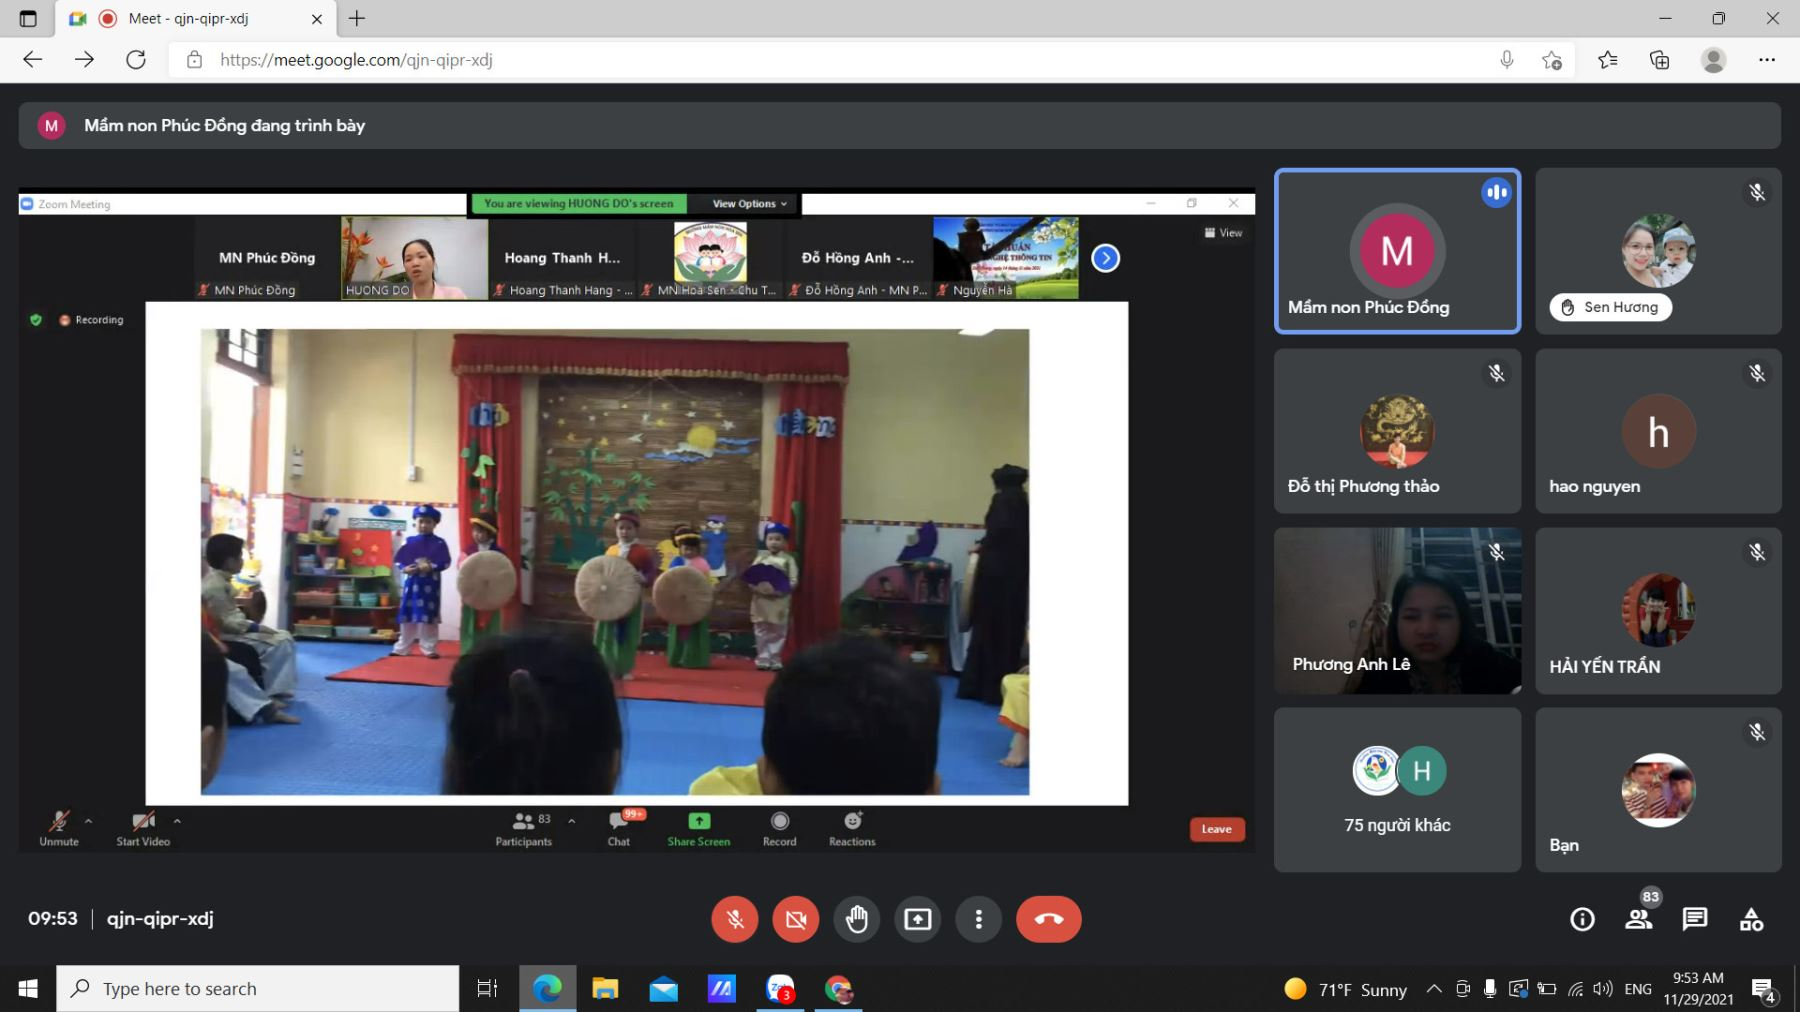 Meet - qjn-qipr-xdj
https://meet.google.com/qjn-qipr-xdj
M Mầm non Phúc Đồng đang trình bày
Zoom Meeting
You are viewing HUONG DO's screen
View Options
View
MN Phúc Đồng
Hoang Thanh H...
Đỗ Hồng Anh -...
MN Phúc Đồng
HUONG DO
Hoang Thanh Hang - ...
MN Hoa Sen - Chu T...
Đỗ Hồng Anh - MN P...
Nguyễn Hà
Recording
M
Mầm non Phúc Đồng
Sen Hương
Đỗ thị Phương thảo
h
hao nguyen
Phương Anh Lê
HẢI YẾN TRẦN
H
75 người khác
Bạn
Unmute
Start Video
83
Participants
99+
Chat
Share Screen
Record
Reactions
Leave
09:53
qjn-qipr-xdj
83
Type here to search
3
71°F Sunny
ENG
9:53 AM
11/29/2021
4